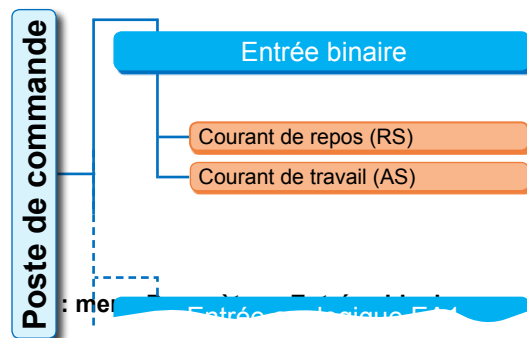 Poste de commande
Entrée binaire
Courant de repos (RS)
Courant de travail (AS)